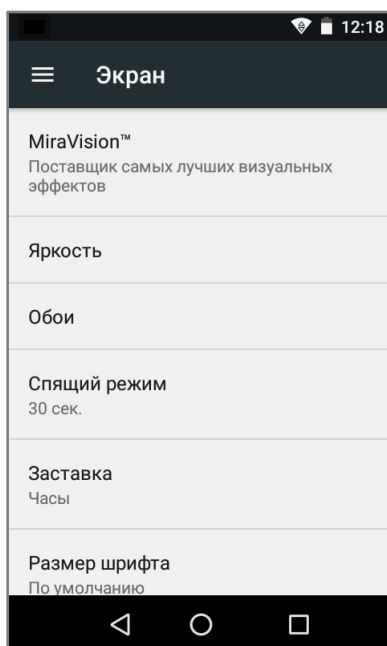 12:18
Экран
MiraVision™
Поставщик самых лучших визуальных
эффектов
Яркость
Обои
Спящий режим
30 сек.
Заставка
Часы
Размер шрифта
По умолчанию